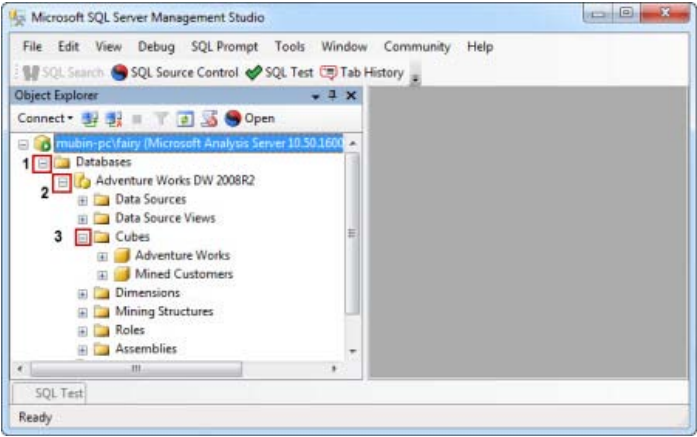 Microsoft SQL Server Management Studio
File Edit View Debug SQL Prompt Tools Window Community Help
SQL Search SQL Source Control SQL Test Tab History
Object Explorer
Connect Open
mubin-pc\fairy (Microsoft Analysis Server 10.50.1600
1 Databases
2 Adventure Works DW 2008R2
Data Sources
Data Source Views
3 Cubes
Adventure Works
Mined Customers
Dimensions
Mining Structures
Roles
Assemblies
SQL Test
Ready